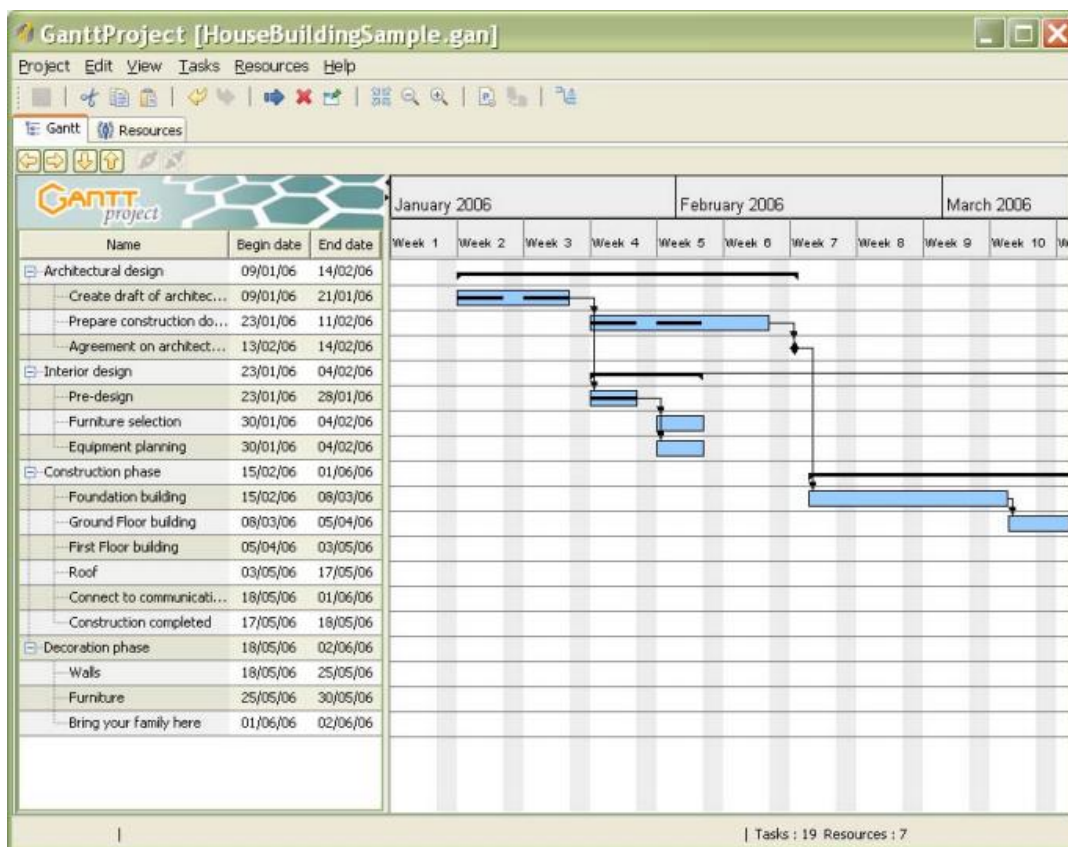 GanttProject [HouseBuildingSample.gan]
Project Edit View Tasks Resources Help
Gantt Resources
GANTT project
January 2006 February 2006 March 2006
Name Begin date End date Week 1 Week 2 Week 3 Week 4 Week 5 Week 6 Week 7 Week 8 Week 9 Week 10 W
Architectural design 09/01/06 14/02/06
Create draft of architec... 09/01/06 21/01/06
Prepare construction do... 23/01/06 11/02/06
Agreement on architect... 13/02/06 14/02/06
Interior design 23/01/06 04/02/06
Pre-design 23/01/06 28/01/06
Furniture selection 30/01/06 04/02/06
Equipment planning 30/01/06 04/02/06
Construction phase 15/02/06 01/06/06
Foundation building 15/02/06 08/03/06
Ground Floor building 08/03/06 05/04/06
First Floor building 05/04/06 03/05/06
Roof 03/05/06 17/05/06
Connect to communicati... 18/05/06 01/06/06
Construction completed 17/05/06 18/05/06
Decoration phase 18/05/06 02/06/06
Walls 18/05/06 25/05/06
Furniture 25/05/06 30/05/06
Bring your family here 01/06/06 02/06/06
Tasks : 19 Resources : 7